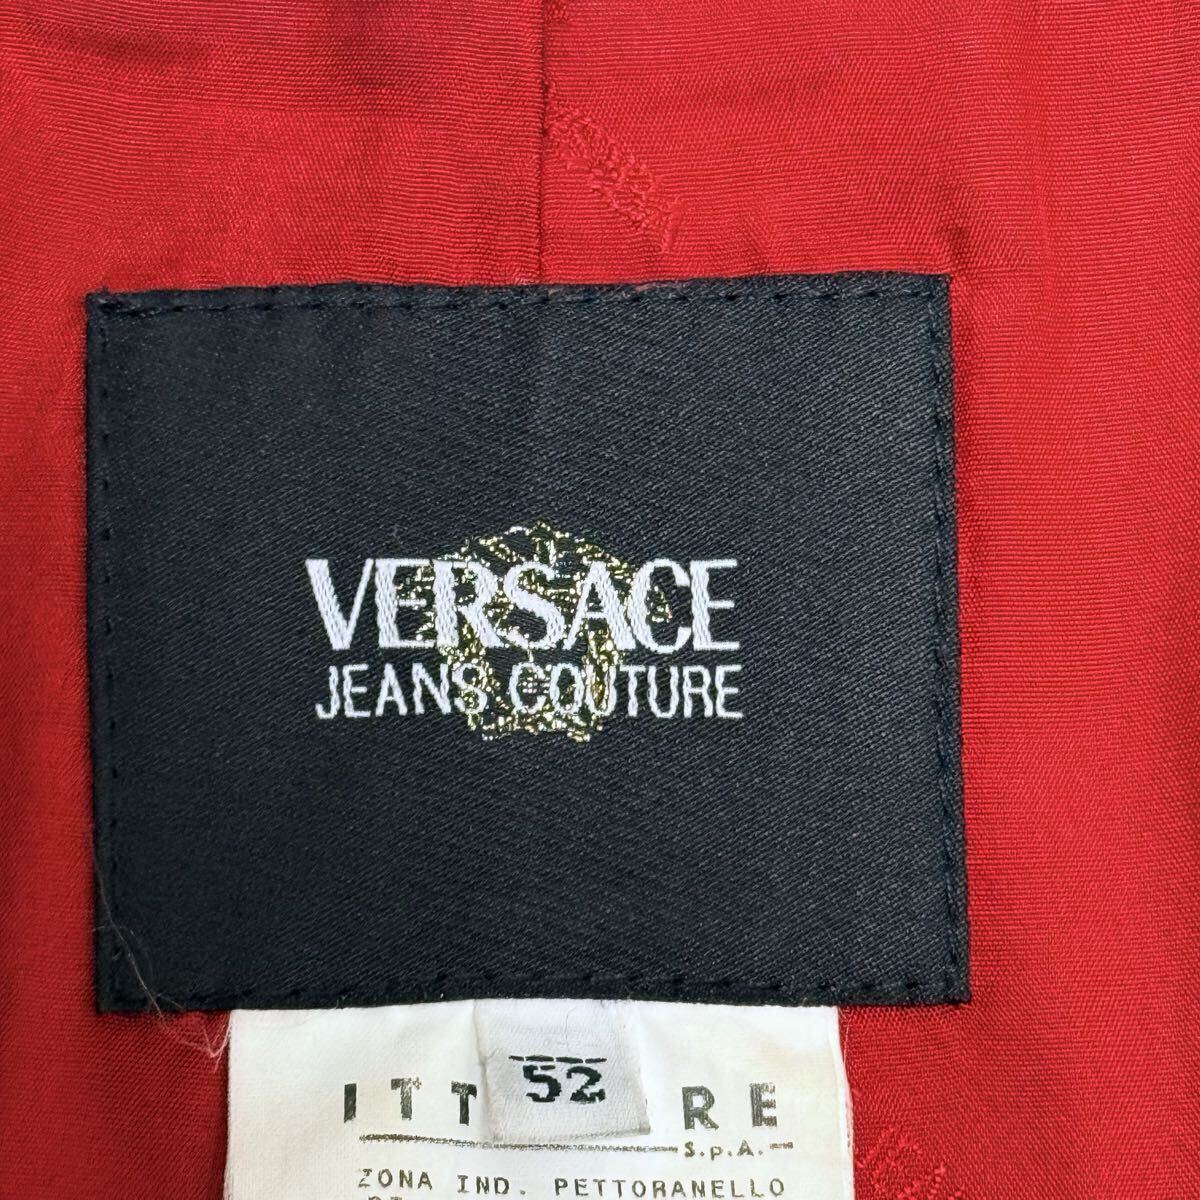 VERSACE
JEANS COUTURE
52
ITT RE
S.p.A.
ZONA IND. PETTORANELLO